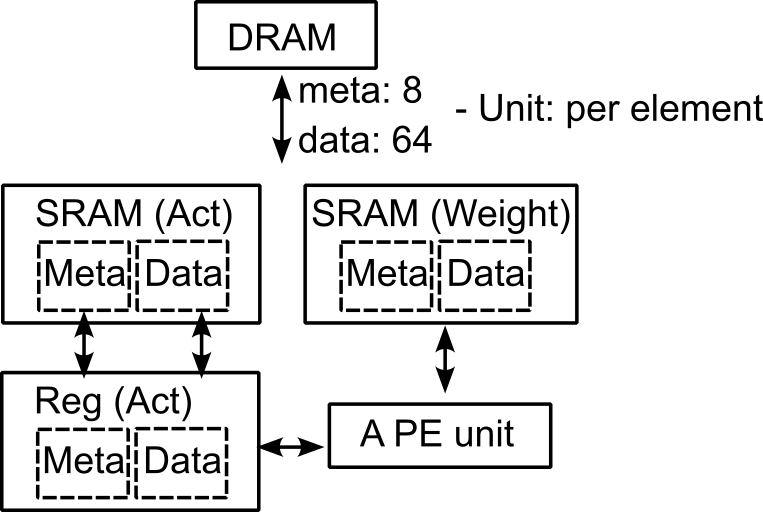 DRAM
meta: 8
data: 64
- Unit: per element
SRAM (Act)
Meta Data
SRAM (Weight)
Meta Data
Reg (Act)
Meta Data
A PE unit